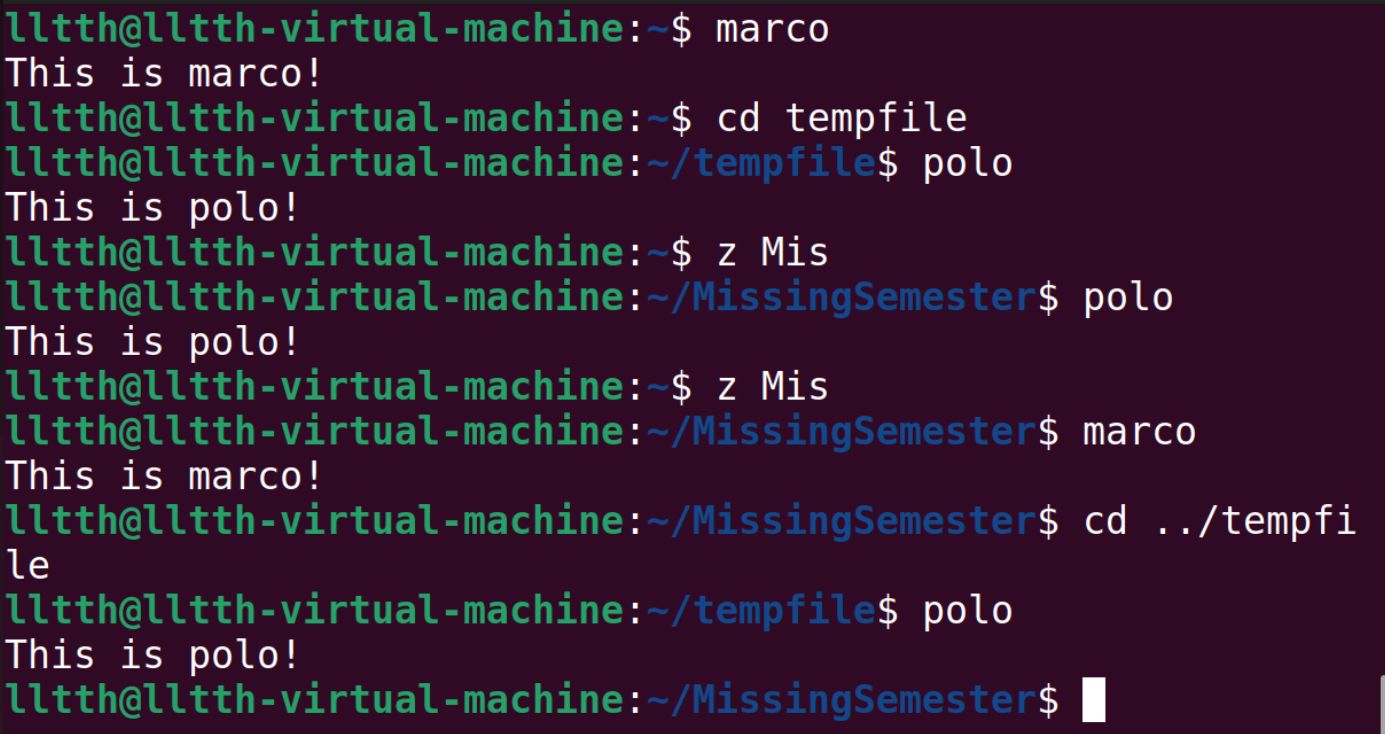 lltth@lltth-virtual-machine:~$ marco
This is marco!
lltth@lltth-virtual-machine:~$ cd tempfile
lltth@lltth-virtual-machine:~/tempfile$ polo
This is polo!
lltth@lltth-virtual-machine:~$ z Mis
lltth@lltth-virtual-machine:~/MissingSemester$ polo
This is polo!
lltth@lltth-virtual-machine:~$ z Mis
lltth@lltth-virtual-machine:~/MissingSemester$ marco
This is marco!
lltth@lltth-virtual-machine:~/MissingSemester$ cd ../tempfi
le
lltth@lltth-virtual-machine:~/tempfile$ polo
This is polo!
lltth@lltth-virtual-machine:~/MissingSemester$